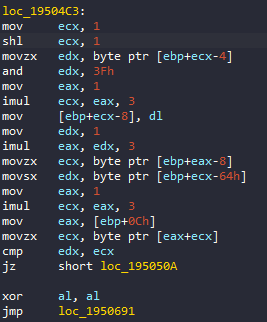 loc_19504C3:
mov ecx, 1
shl ecx, 1
movzx edx, byte ptr [ebp+ecx-4]
and edx, 3Fh
mov eax, 1
imul ecx, eax, 3
mov [ebp+ecx-8], dl
mov edx, 1
imul eax, edx, 3
movzx ecx, byte ptr [ebp+eax-8]
movsx edx, byte ptr [ebp+ecx-64h]
mov eax, 1
imul ecx, eax, 3
mov eax, [ebp+0Ch]
movzx ecx, byte ptr [eax+ecx]
cmp edx, ecx
jz short loc_195050A
xor al, al
jmp loc_1950691